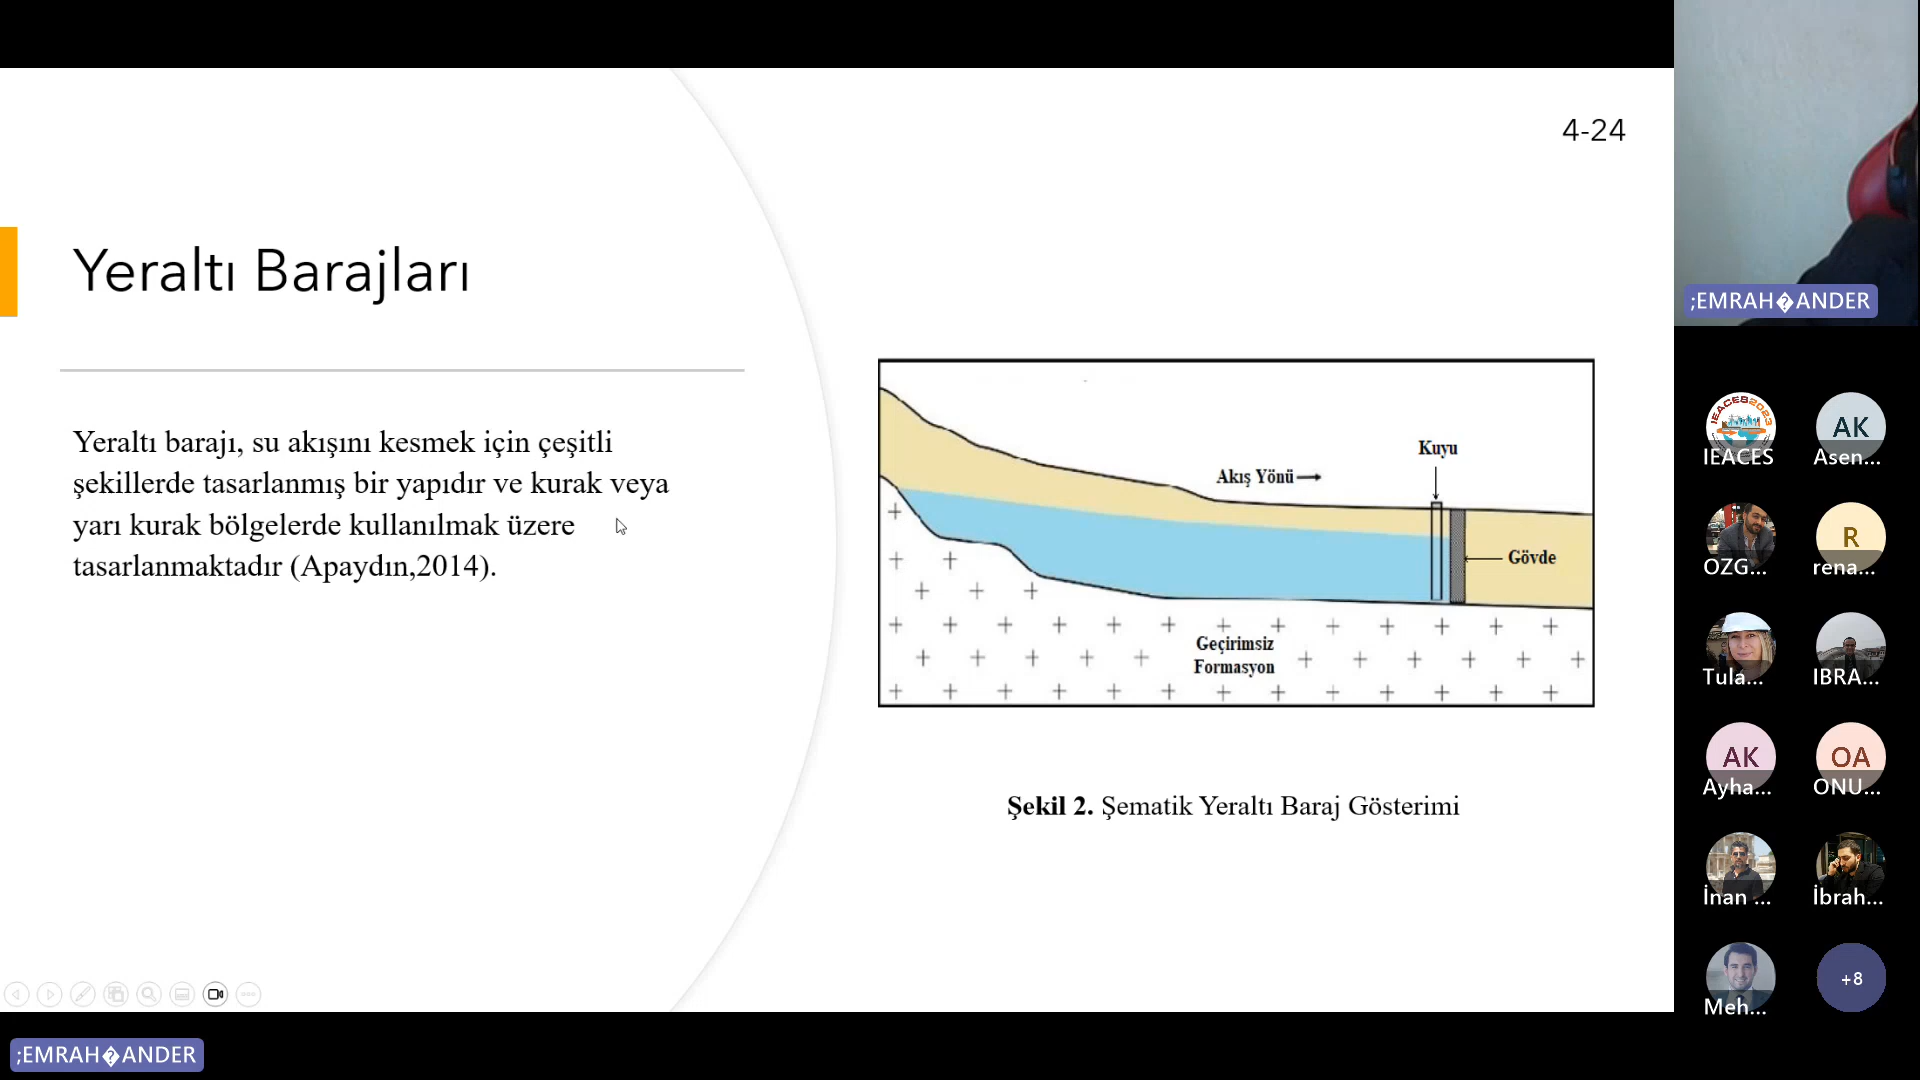 4-24
Yeraltı Barajları
Yeraltı barajı, su akışını kesmek için çeşitli
şekillerde tasarlanmış bir yapıdır ve kurak veya
yarı kurak bölgelerde kullanılmak üzere
tasarlanmaktadır (Apaydın,2014).
Kuyu
Akış Yönü
Gövde
Geçirimsiz
Formasyon
Şekil 2. Şematik Yeraltı Baraj Gösterimi
;EMRAH�ANDER
IEACES2023
IEACES
AK
Asen...
OZG...
R
rena...
Tula...
IBRA...
AK
Ayha...
OA
ONU...
İnan ...
İbrah...
Meh...
+8
;EMRAH�ANDER